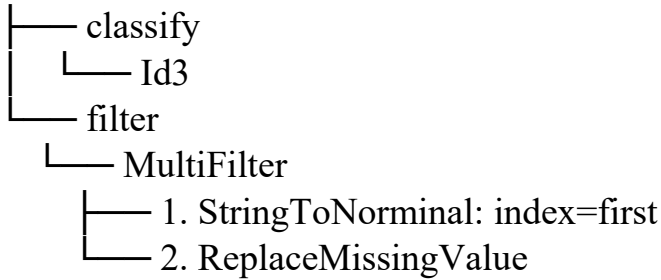 classify
Id3
filter
MultiFilter
1. StringToNorminal: index=first
2. ReplaceMissingValue